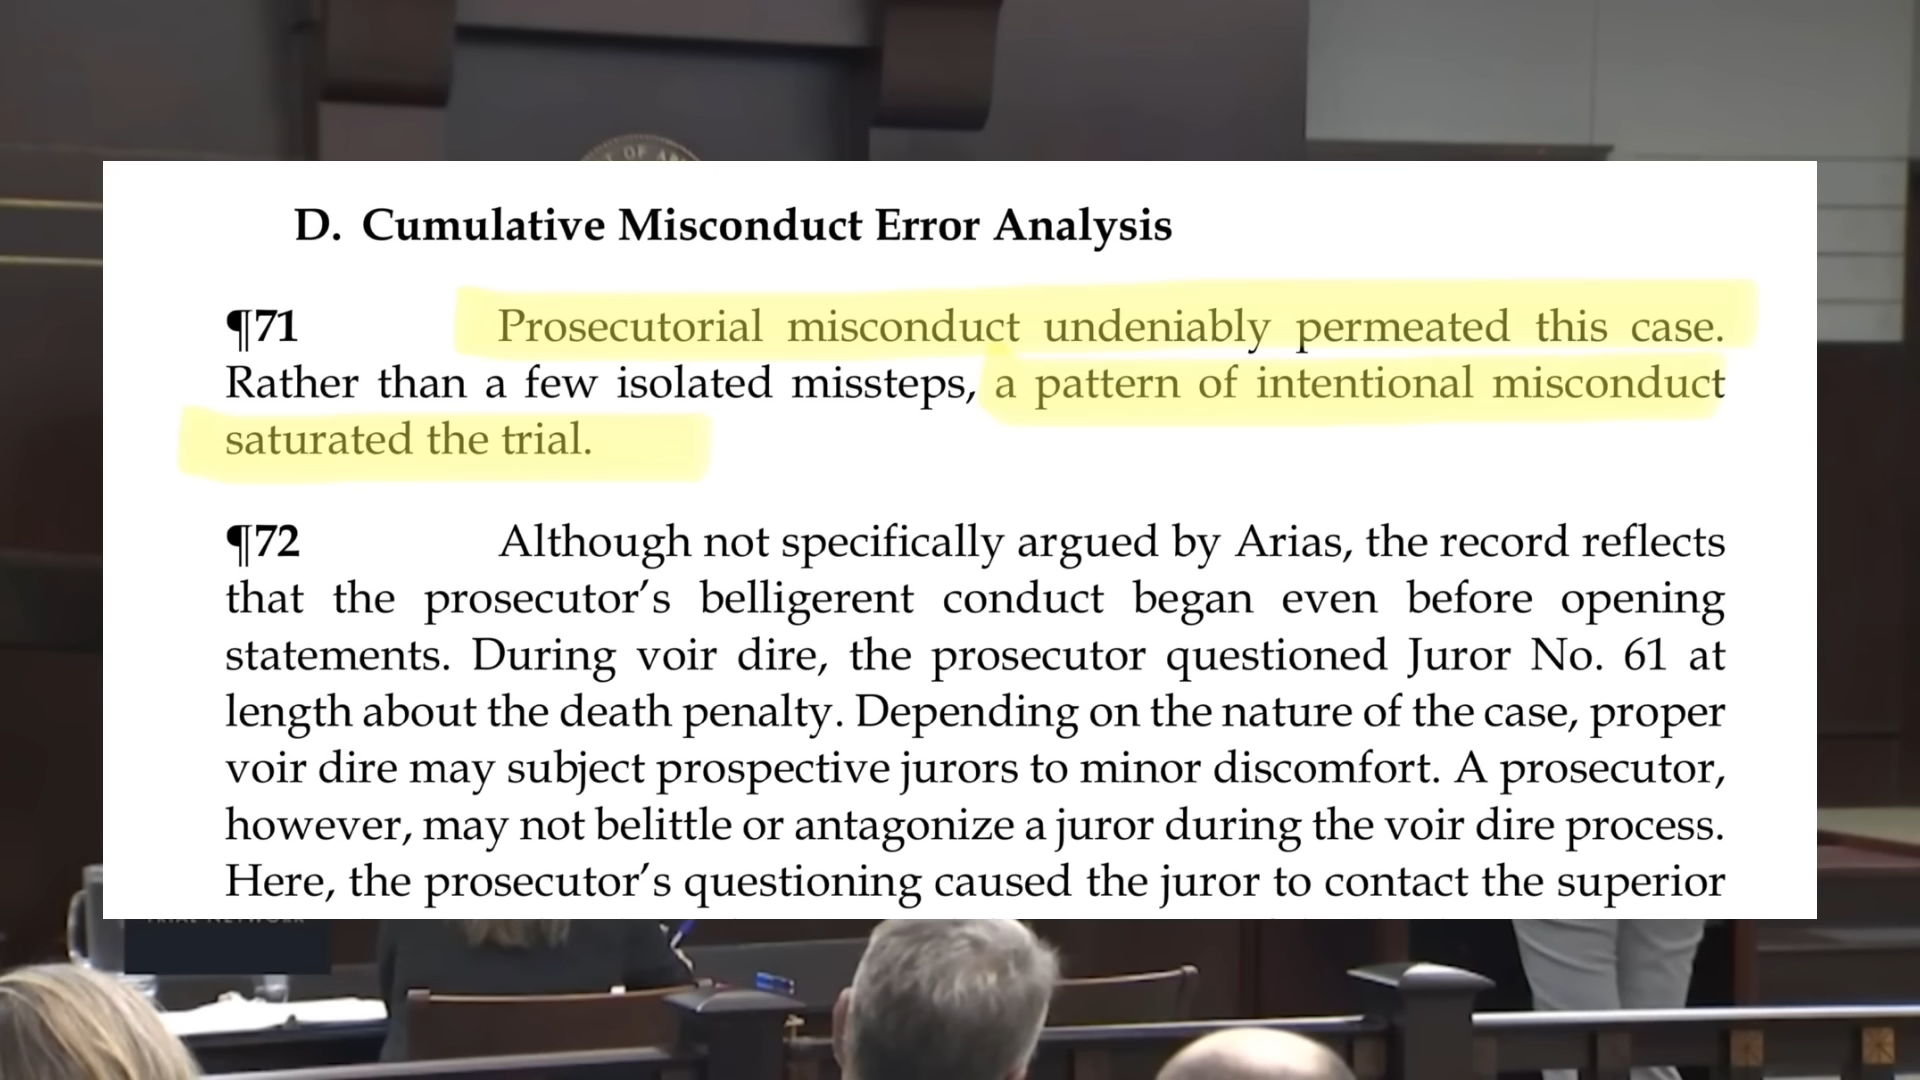 OF AR
D. Cumulative Misconduct Error Analysis
¶71 Prosecutorial misconduct undeniably permeated this case.
Rather than a few isolated missteps, a pattern of intentional misconduct
saturated the trial.
¶72 Although not specifically argued by Arias, the record reflects
that the prosecutor’s belligerent conduct began even before opening
statements. During voir dire, the prosecutor questioned Juror No. 61 at
length about the death penalty. Depending on the nature of the case, proper
voir dire may subject prospective jurors to minor discomfort. A prosecutor,
however, may not belittle or antagonize a juror during the voir dire process.
Here, the prosecutor’s questioning caused the juror to contact the superior
TRIAL NETWORK